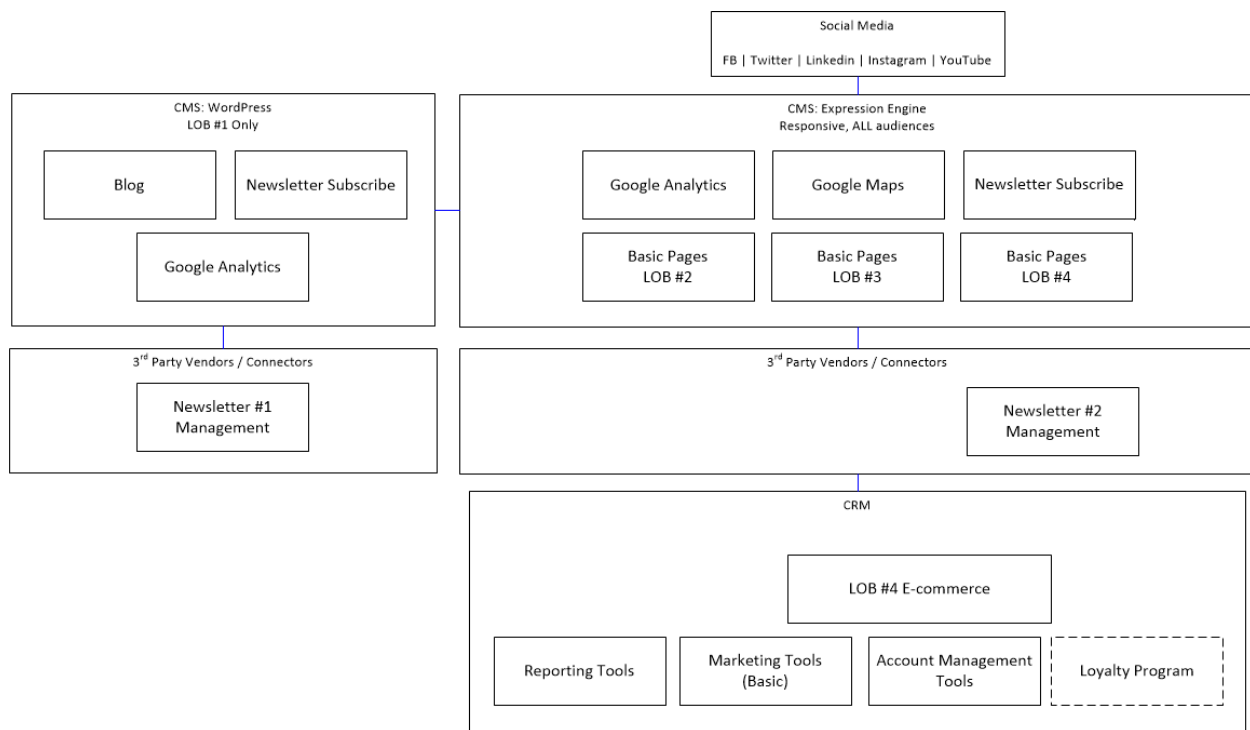 Social Media
FB | Twitter | Linkedin | Instagram | YouTube
CMS: WordPress
LOB #1 Only
Blog
Newsletter Subscribe
Google Analytics
CMS: Expression Engine
Responsive, ALL audiences
Google Analytics
Google Maps
Newsletter Subscribe
Basic Pages
LOB #2
Basic Pages
LOB #3
Basic Pages
LOB #4
3rd Party Vendors / Connectors
Newsletter #1
Management
3rd Party Vendors / Connectors
Newsletter #2
Management
CRM
LOB #4 E-commerce
Reporting Tools
Marketing Tools
(Basic)
Account Management
Tools
Loyalty Program